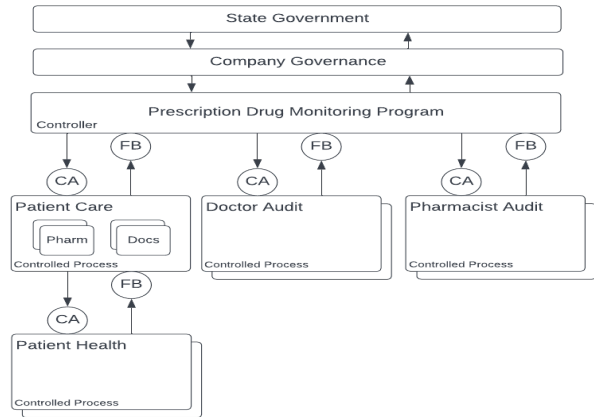 State Government
Company Governance
Prescription Drug Monitoring Program
Controller
FB
FB
FB
CA
CA
CA
Patient Care
Doctor Audit
Pharmacist Audit
Pharm
Docs
Controlled Process
Controlled Process
Controlled Process
FB
CA
Patient Health
Controlled Process